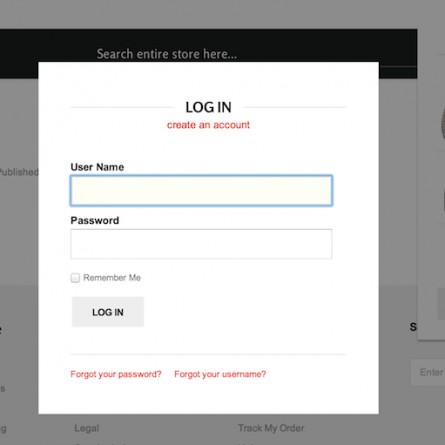 Search entire store here...
LOG IN
create an account
Published
User Name
Password
Remember Me
LOG IN
Forgot your password? Forgot your username?
Enter
Legal
Track My Order